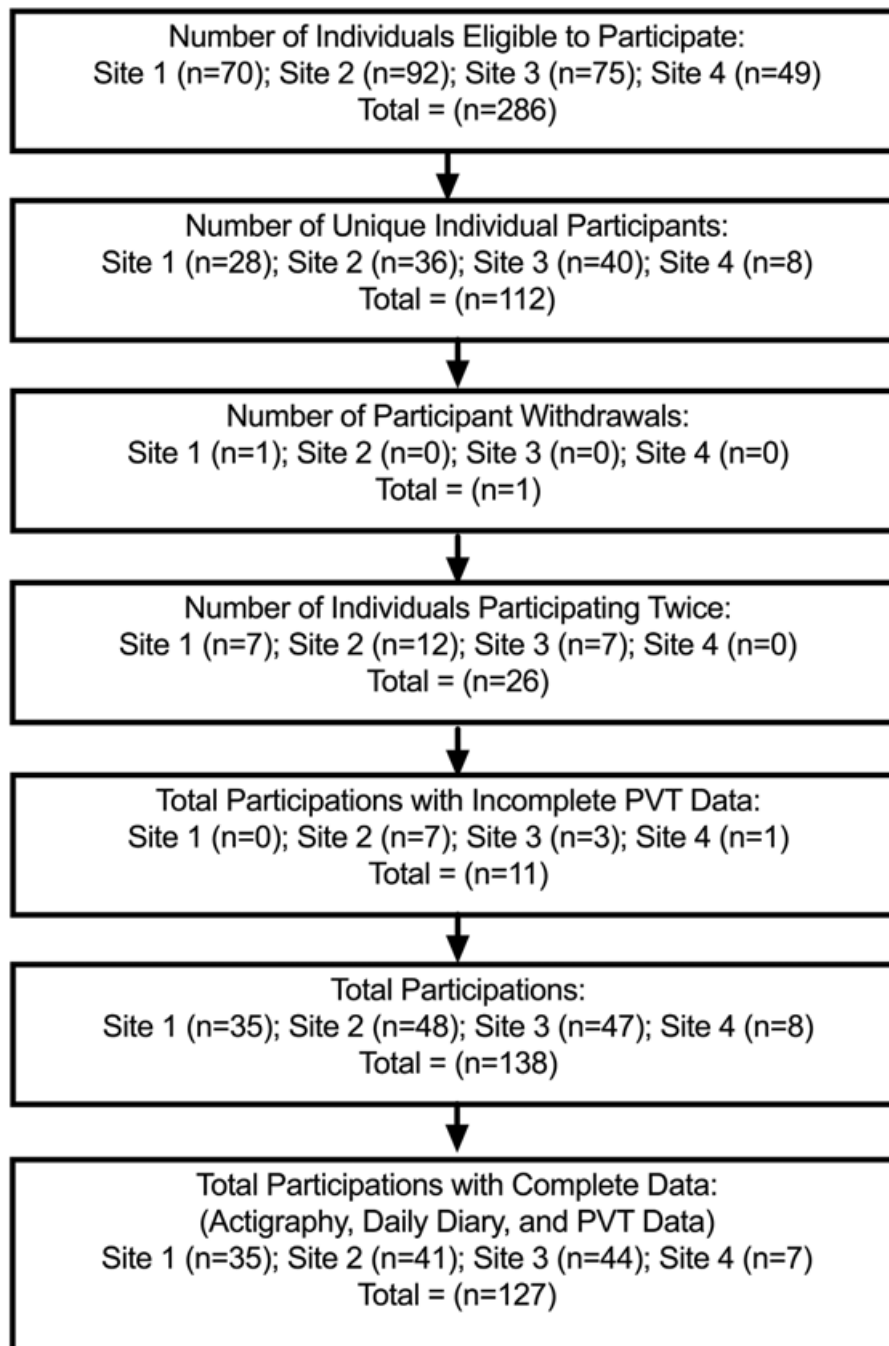 Number of Individuals Eligible to Participate:
Site 1 (n=70); Site 2 (n=92); Site 3 (n=75); Site 4 (n=49)
Total = (n=286)
Number of Unique Individual Participants:
Site 1 (n=28); Site 2 (n=36); Site 3 (n=40); Site 4 (n=8)
Total = (n=112)
Number of Participant Withdrawals:
Site 1 (n=1); Site 2 (n=0); Site 3 (n=0); Site 4 (n=0)
Total = (n=1)
Number of Individuals Participating Twice:
Site 1 (n=7); Site 2 (n=12); Site 3 (n=7); Site 4 (n=0)
Total = (n=26)
Total Participations with Incomplete PVT Data:
Site 1 (n=0); Site 2 (n=7); Site 3 (n=3); Site 4 (n=1)
Total = (n=11)
Total Participations:
Site 1 (n=35); Site 2 (n=48); Site 3 (n=47); Site 4 (n=8)
Total = (n=138)
Total Participations with Complete Data:
(Actigraphy, Daily Diary, and PVT Data)
Site 1 (n=35); Site 2 (n=41); Site 3 (n=44); Site 4 (n=7)
Total = (n=127)